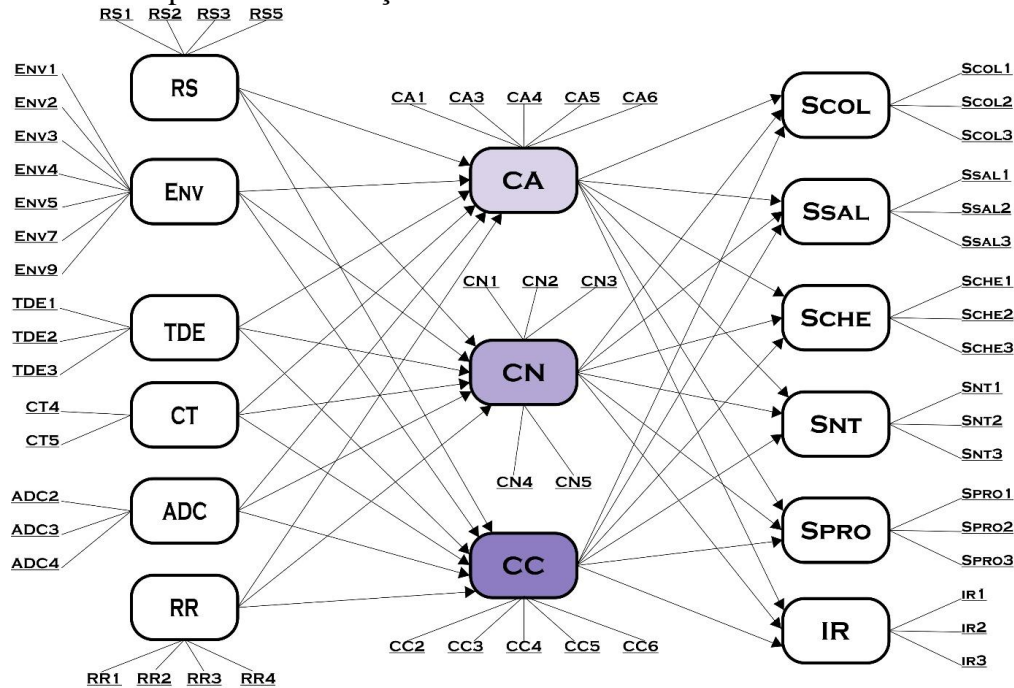 RS1 RS2 RS3 RS5
RS
ENV1
ENV2
ENV3
ENV4
ENV5
ENV7
ENV9
ENV
TDE1
TDE2
TDE3
TDE
CT4
CT5
CT
ADC2
ADC3
ADC4
ADC
RR
RR1 RR2 RR3 RR4
CA1 CA3 CA4 CA5 CA6
CA
CN1 CN2 CN3
CN
CN4 CN5
CC
CC2 CC3 CC4 CC5 CC6
SCOL
SCOL1
SCOL2
SCOL3
SSAL
SSAL1
SSAL2
SSAL3
SCHE
SCHE1
SCHE2
SCHE3
SNT
SNT1
SNT2
SNT3
SPRO
SPRO1
SPRO2
SPRO3
IR
IR1
IR2
IR3